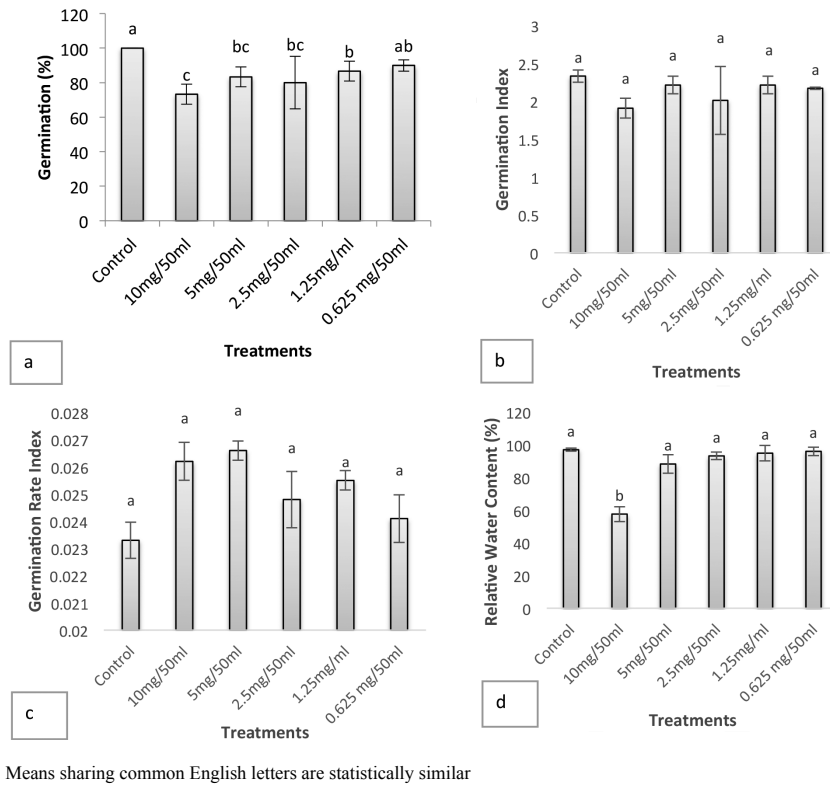 120
100
80
60
40
20
0
Germination (%)
a
c
bc
bc
b
ab
Control
10mg/50ml
5mg/50ml
2.5mg/50ml
1.25mg/ml
0.625 mg/50ml
Treatments
a
3
2.5
2
1.5
1
0.5
0
Germination Index
a
a
a
a
a
a
Control
10mg/50ml
5mg/50ml
2.5mg/50ml
1.25mg/ml
0.625 mg/50ml
Treatments
b
0.028
0.027
0.026
0.025
0.024
0.023
0.022
0.021
0.02
Germination Rate Index
a
a
a
a
a
a
Control
10mg/50ml
5mg/50ml
2.5mg/50ml
1.25mg/ml
0.625 mg/50ml
Treatments
c
120
100
80
60
40
20
0
Relative Water Content (%)
a
b
a
a
a
a
Control
10mg/50ml
5mg/50ml
2.5mg/50ml
1.25mg/ml
0.625 mg/50ml
Treatments
d
Means sharing common English letters are statistically similar